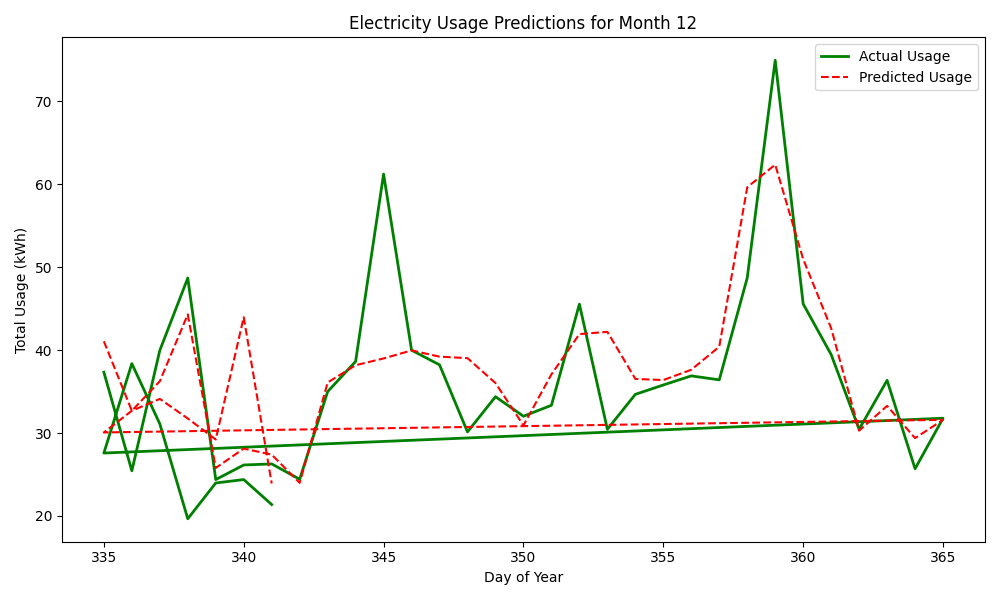 Electricity Usage Predictions for Month 12
Actual Usage
Predicted Usage
70
60
50
40
30
20
Total Usage (kWh)
335
340
345
350
355
360
365
Day of Year